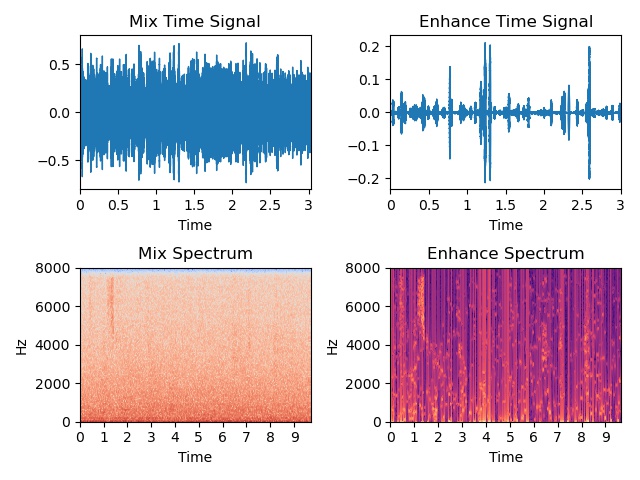 Mix Time Signal
0.5
0.0
−0.5
0 0.5 1 1.5 2 2.5 3
Time
Enhance Time Signal
0.2
0.1
0.0
−0.1
−0.2
0 0.5 1 1.5 2 2.5 3
Time
Mix Spectrum
Hz
8000
6000
4000
2000
0
0 1 2 3 4 5 6 7 8 9
Time
Enhance Spectrum
Hz
8000
6000
4000
2000
0
0 1 2 3 4 5 6 7 8 9
Time